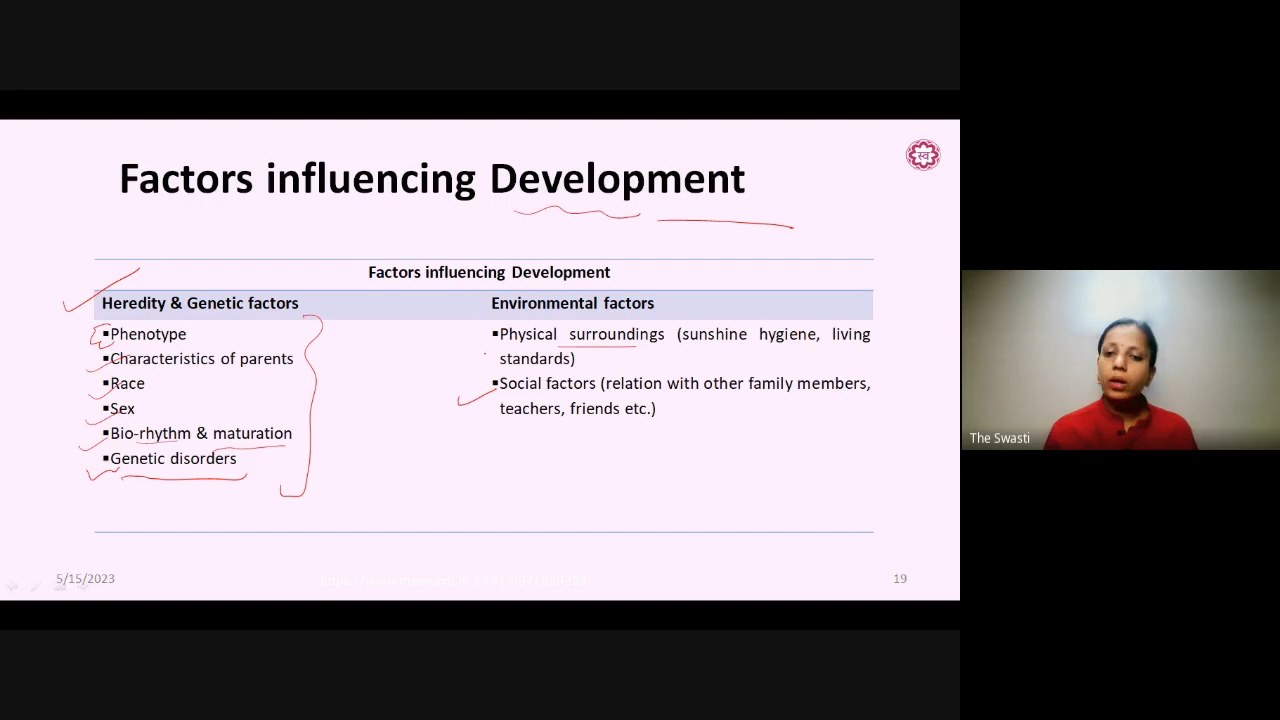 Factors influencing Development
स्व
Factors influencing Development
Heredity & Genetic factors
Environmental factors
▪Phenotype
▪Characteristics of parents
▪Race
▪Sex
▪Bio-rhythm & maturation
▪Genetic disorders
▪Physical surroundings (sunshine hygiene, living
standards)
▪Social factors (relation with other family members,
teachers, friends etc.)
The Swasti
5/15/2023
19